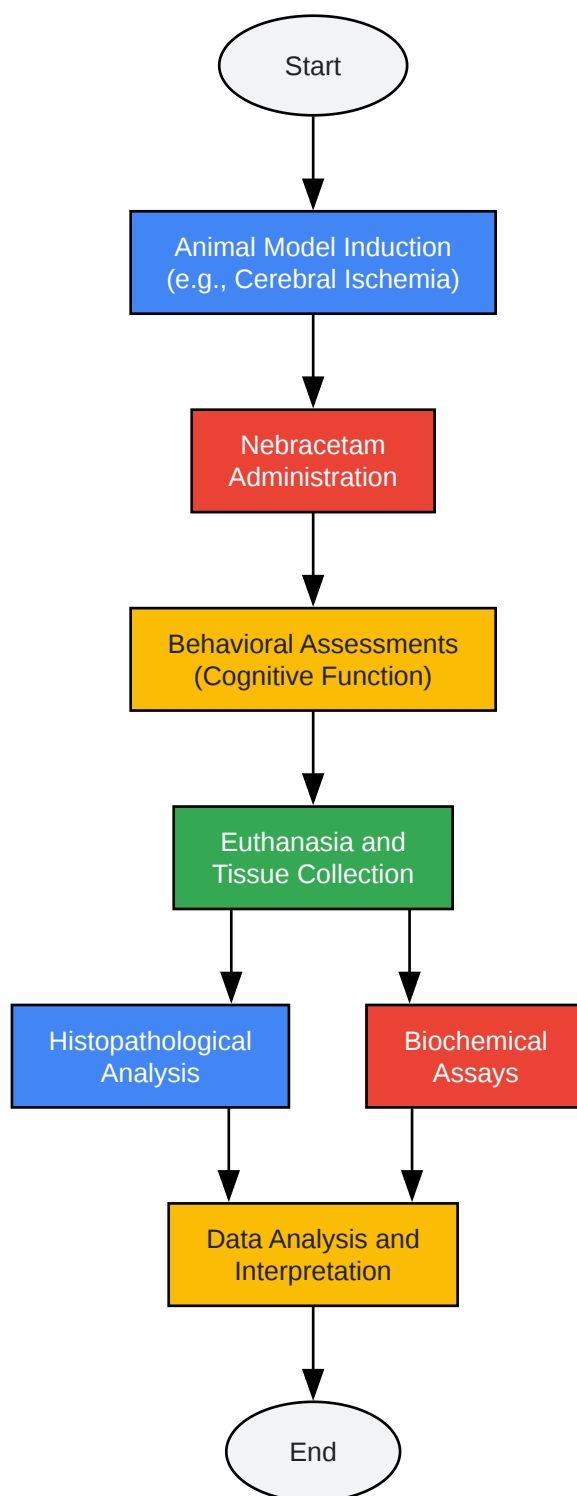 Start
Animal Model Induction
(e.g., Cerebral Ischemia)
Nebracetam
Administration
Behavioral Assessments
(Cognitive Function)
Euthanasia and
Tissue Collection
Histopathological
Analysis
Biochemical
Assays
Data Analysis and
Interpretation
End